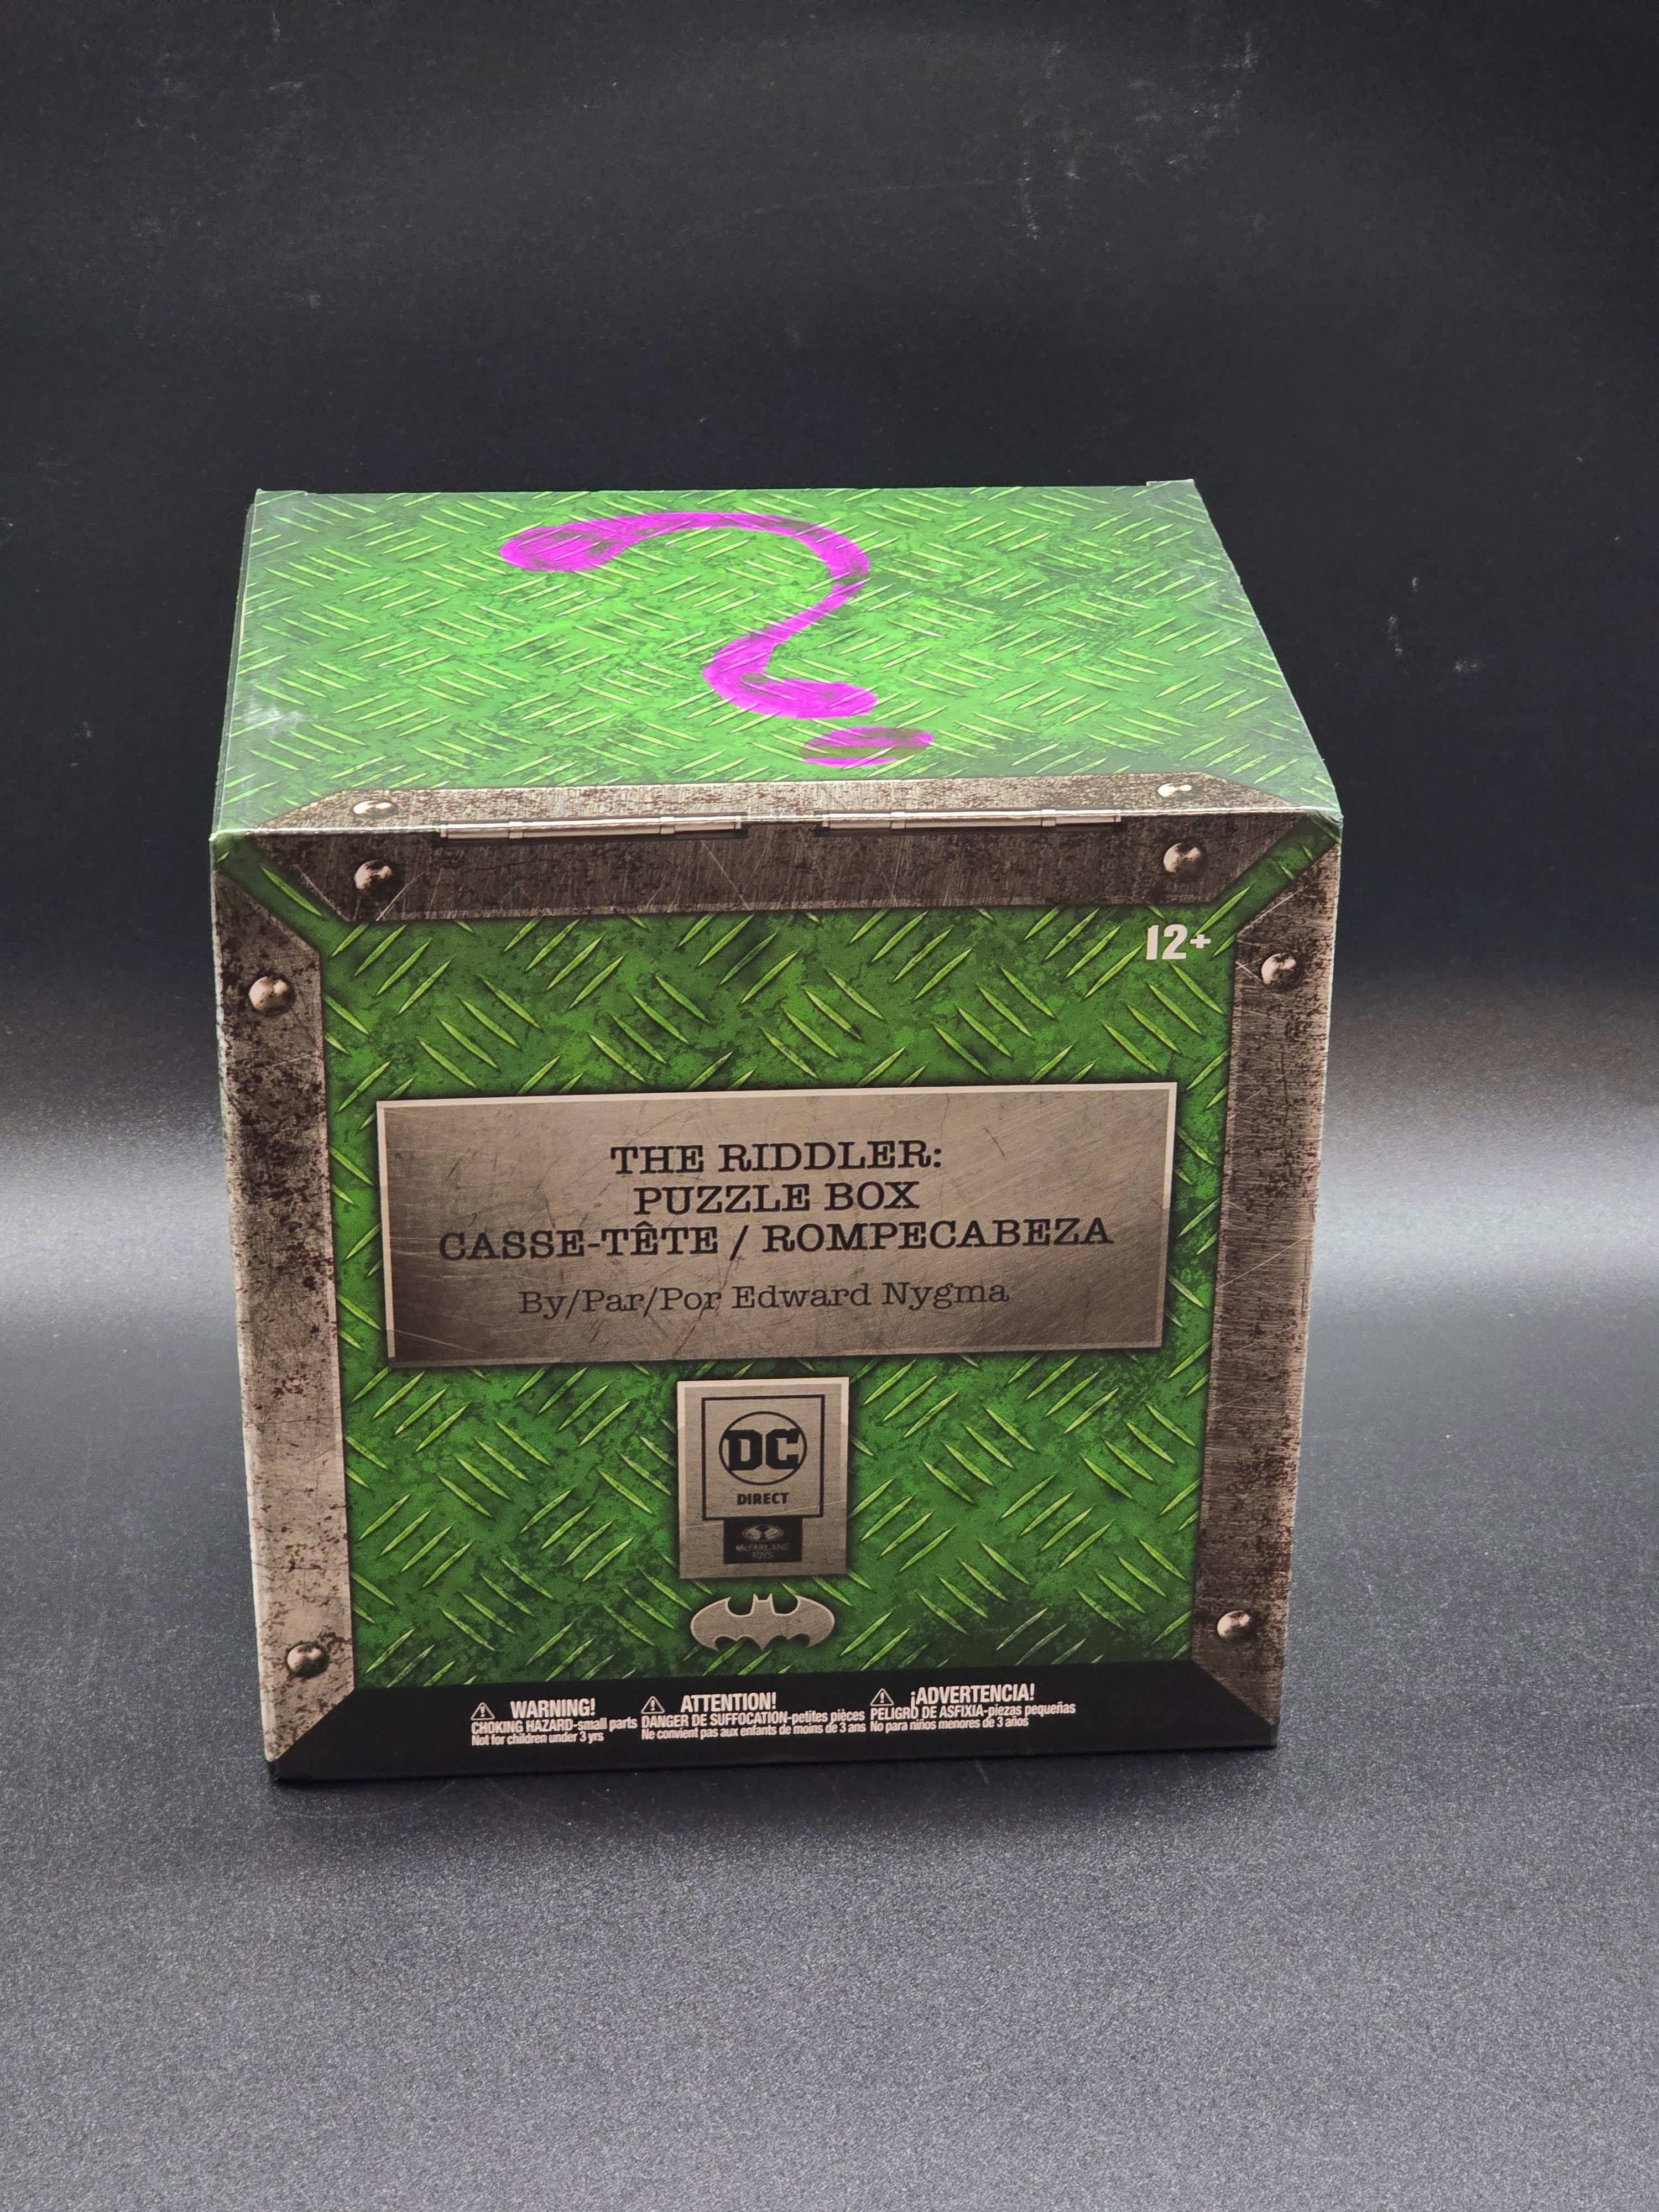 ?
12+
THE RIDDLER:
PUZZLE BOX
CASSE-TÊTE / ROMPECABEZA
By/Par/Por Edward Nygma
DC
DIRECT
McFARLANE
TOYS
WARNING!
CHOKING HAZARD-small parts
Not for children under 3 yrs
ATTENTION!
DANGER DE SUFFOCATION-petites pièces
Ne convient pas aux enfants de moins de 3 ans
¡ADVERTENCIA!
PELIGRO DE ASFIXIA-piezas pequeñas
No para niños menores de 3 años